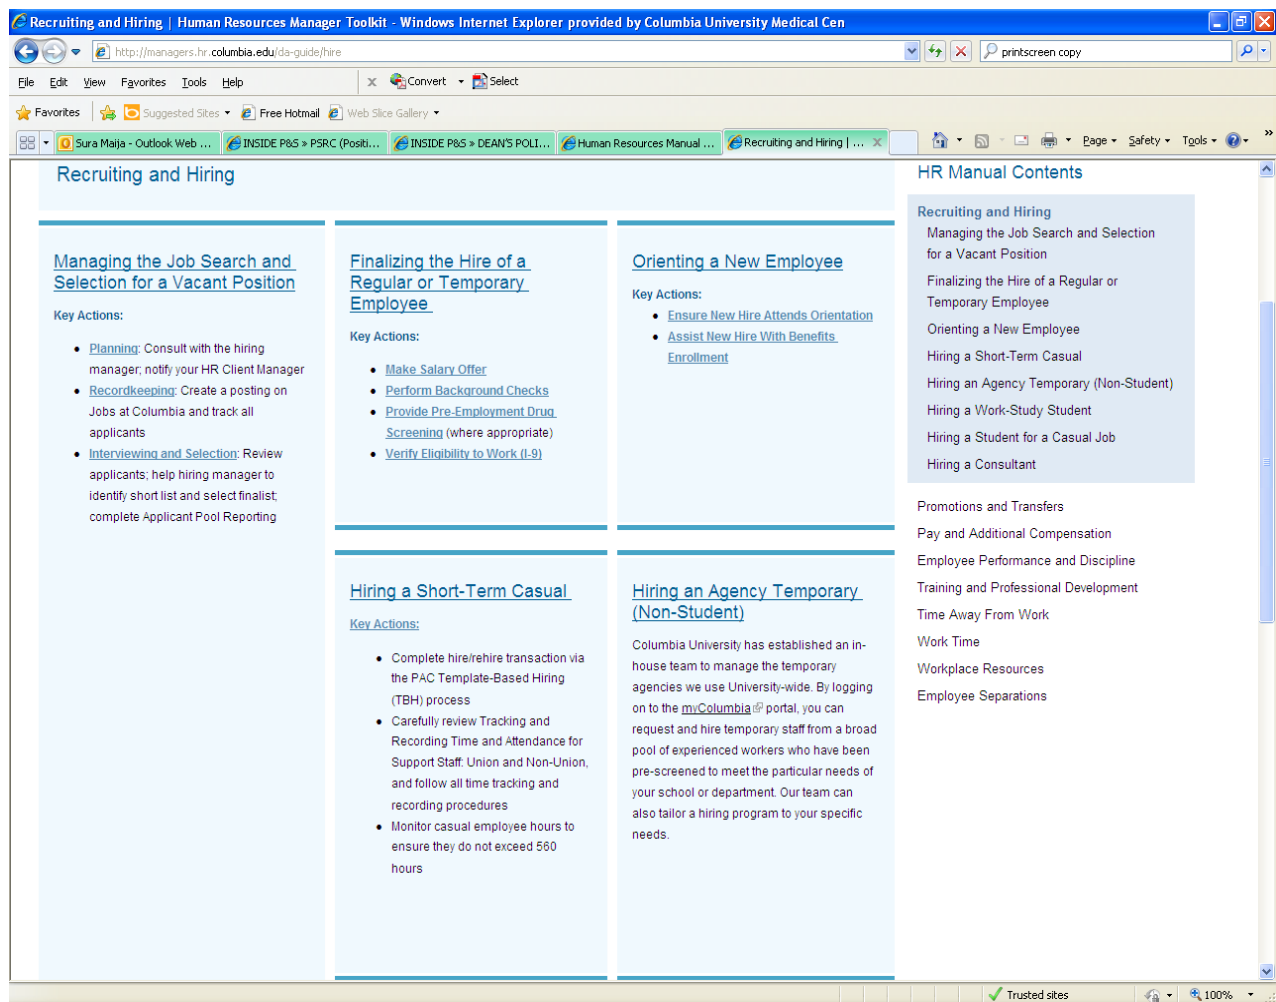 Recruiting and Hiring | Human Resources Manager Toolkit - Windows Internet Explorer provided by Columbia University Medical Cen
http://managers.hr.columbia.edu/da-guide/hire
printscreen copy
File Edit View Favorites Tools Help
x Convert Select
Favorites Suggested Sites Free Hotmail Web Slice Gallery
Sura Maija - Outlook Web ... INSIDE P&S » PSRC (Positi... INSIDE P&S » DEAN'S POLI... Human Resources Manual ... Recruiting and Hiring | ... x Page Safety Tools »
Recruiting and Hiring
Managing the Job Search and
Selection for a Vacant Position
Key Actions:
• Planning: Consult with the hiring
manager; notify your HR Client Manager
• Recordkeeping: Create a posting on
Jobs at Columbia and track all
applicants
• Interviewing and Selection: Review
applicants; help hiring manager to
identify short list and select finalist;
complete Applicant Pool Reporting
Finalizing the Hire of a
Regular or Temporary
Employee
Key Actions:
• Make Salary Offer
• Perform Background Checks
• Provide Pre-Employment Drug
Screening (where appropriate)
• Verify Eligibility to Work (I-9)
Orienting a New Employee
Key Actions:
• Ensure New Hire Attends Orientation
• Assist New Hire With Benefits
Enrollment
Hiring a Short-Term Casual
Key Actions:
• Complete hire/rehire transaction via
the PAC Template-Based Hiring
(TBH) process
• Carefully review Tracking and
Recording Time and Attendance for
Support Staff: Union and Non-Union,
and follow all time tracking and
recording procedures
• Monitor casual employee hours to
ensure they do not exceed 560
hours
Hiring an Agency Temporary
(Non-Student)
Columbia University has established an in-
house team to manage the temporary
agencies we use University-wide. By logging
on to the myColumbia portal, you can
request and hire temporary staff from a broad
pool of experienced workers who have been
pre-screened to meet the particular needs of
your school or department. Our team can
also tailor a hiring program to your specific
needs.
HR Manual Contents
Recruiting and Hiring
Managing the Job Search and Selection
for a Vacant Position
Finalizing the Hire of a Regular or
Temporary Employee
Orienting a New Employee
Hiring a Short-Term Casual
Hiring an Agency Temporary (Non-Student)
Hiring a Work-Study Student
Hiring a Student for a Casual Job
Hiring a Consultant
Promotions and Transfers
Pay and Additional Compensation
Employee Performance and Discipline
Training and Professional Development
Time Away From Work
Work Time
Workplace Resources
Employee Separations
Trusted sites 100%